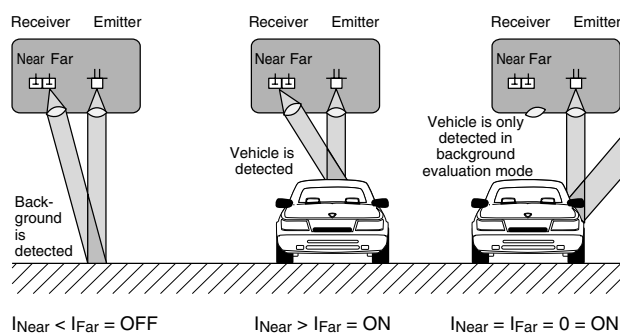 Receiver Emitter
Near Far
Back-
ground
is
detected
INear < IFar = OFF
Receiver Emitter
Near Far
Vehicle is
detected
INear > IFar = ON
Receiver Emitter
Near Far
Vehicle is only
detected in
background
evaluation mode
INear = IFar = 0 = ON